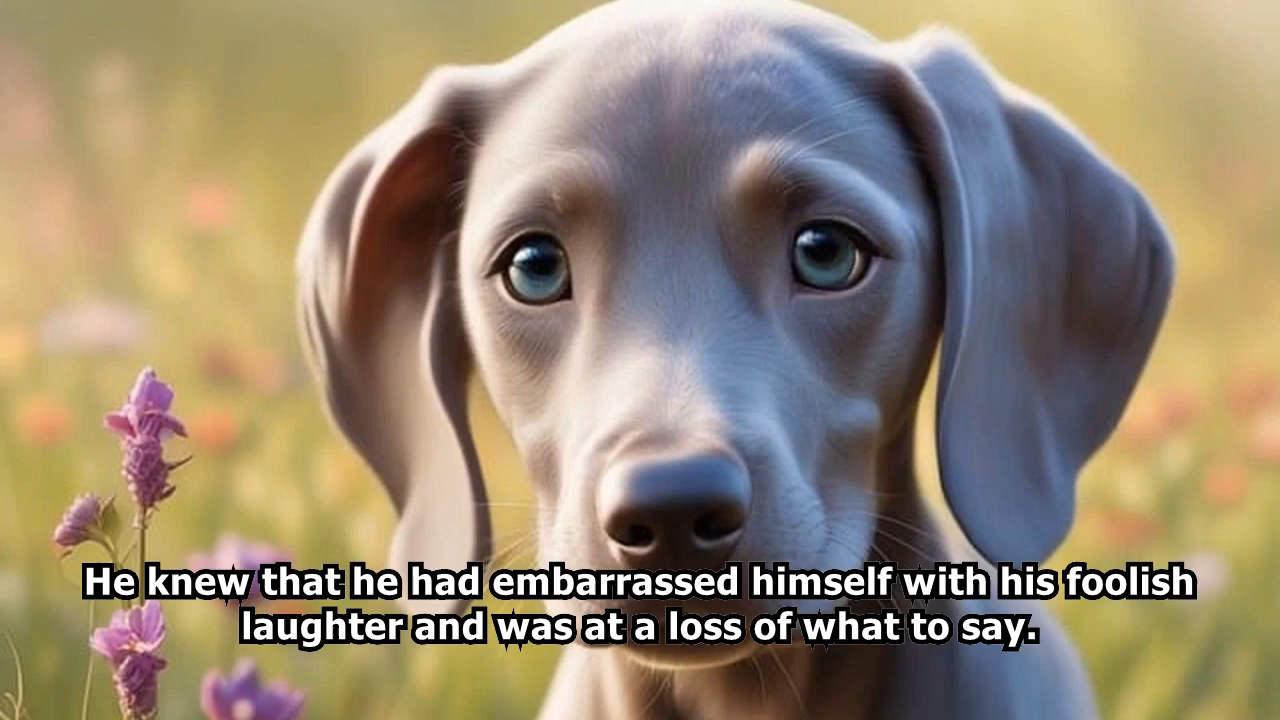 He knew that he had embarrassed himself with his foolish
laughter and was at a loss of what to say.